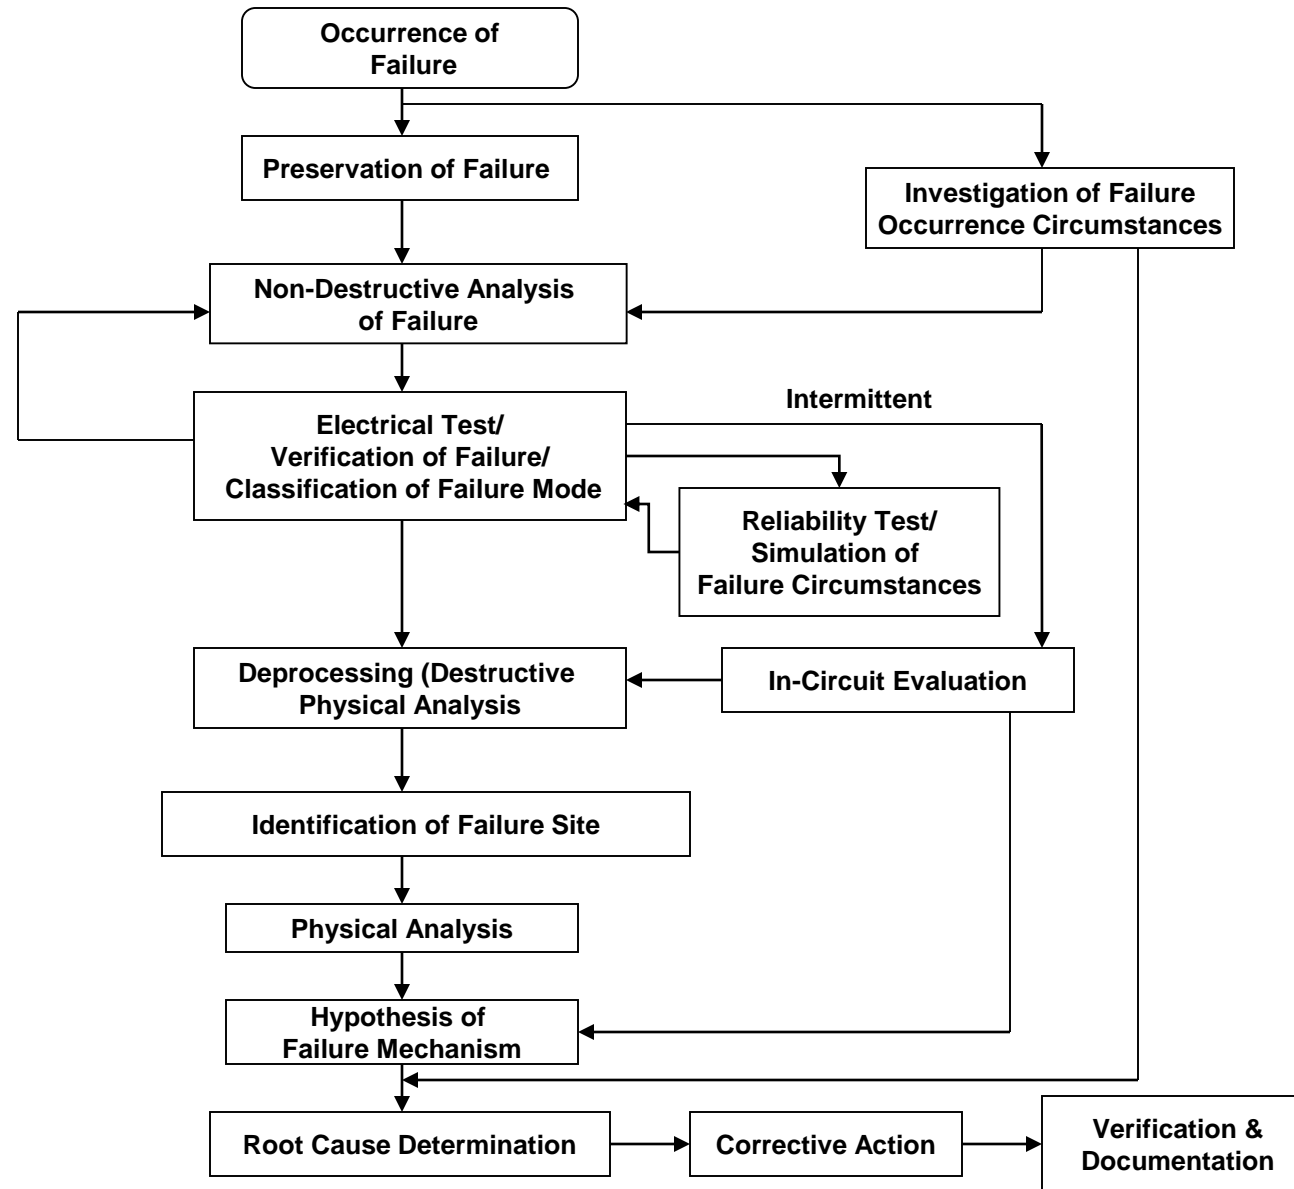 Occurrence of
Failure
Preservation of Failure
Investigation of Failure
Occurrence Circumstances
Non-Destructive Analysis
of Failure
Intermittent
Electrical Test/
Verification of Failure/
Classification of Failure Mode
Reliability Test/
Simulation of
Failure Circumstances
Deprocessing (Destructive
Physical Analysis
In-Circuit Evaluation
Identification of Failure Site
Physical Analysis
Hypothesis of
Failure Mechanism
Root Cause Determination
Corrective Action
Verification &
Documentation